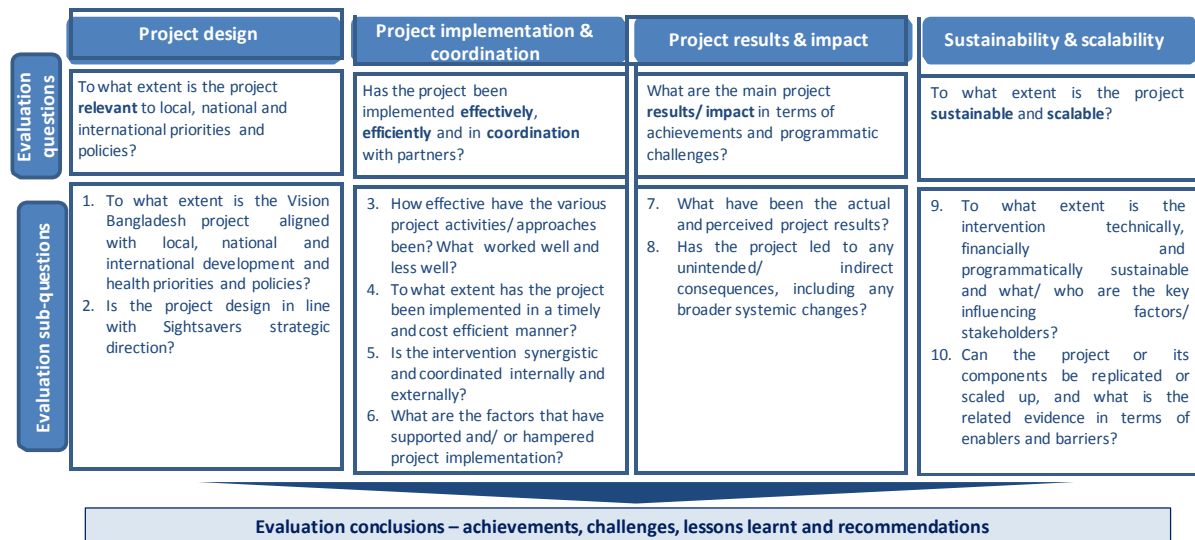 Project design
Project implementation &
coordination
Project results & impact
Sustainability & scalability
Evaluation
questions
To what extent is the project
relevant to local, national and
international priorities and
policies?
Has the project been
implemented effectively,
efficiently and in coordination
with partners?
What are the main project
results/ impact in terms of
achievements and programmatic
challenges?
To what extent is the project
sustainable and scalable?
Evaluation sub-questions
1. To what extent is the Vision
Bangladesh project aligned
with local, national and
international development and
health priorities and policies?
2. Is the project design in line
with Sightsavers strategic
direction?
3. How effective have the various
project activities/ approaches
been? What worked well and
less well?
4. To what extent has the project
been implemented in a timely
and cost efficient manner?
5. Is the intervention synergistic
and coordinated internally and
externally?
6. What are the factors that have
supported and/ or hampered
project implementation?
7. What have been the actual
and perceived project results?
8. Has the project led to any
unintended/ indirect
consequences, including any
broader systemic changes?
9. To what extent is the
intervention technically,
financially and
programmatically sustainable
and what/ who are the key
influencing factors/
stakeholders?
10. Can the project or its
components be replicated or
scaled up, and what is the
related evidence in terms of
enablers and barriers?
Evaluation conclusions – achievements, challenges, lessons learnt and recommendations